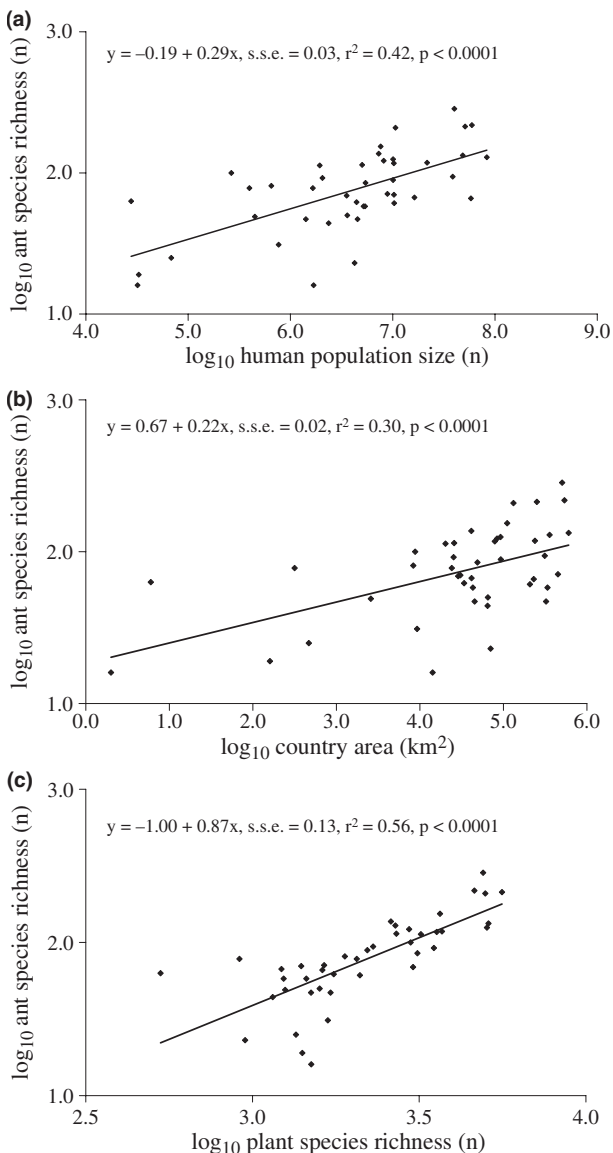 (a)
3.0
y = –0.19 + 0.29x, s.s.e. = 0.03, r² = 0.42, p < 0.0001
log₁₀ ant species richness (n)
2.0
1.0
4.0 5.0 6.0 7.0 8.0 9.0
log₁₀ human population size (n)
(b)
3.0
y = 0.67 + 0.22x, s.s.e. = 0.02, r² = 0.30, p < 0.0001
log₁₀ ant species richness (n)
2.0
1.0
0.0 1.0 2.0 3.0 4.0 5.0 6.0
log₁₀ country area (km²)
(c)
3.0
y = –1.00 + 0.87x, s.s.e. = 0.13, r² = 0.56, p < 0.0001
log₁₀ ant species richness (n)
2.0
1.0
2.5 3.0 3.5 4.0
log₁₀ plant species richness (n)